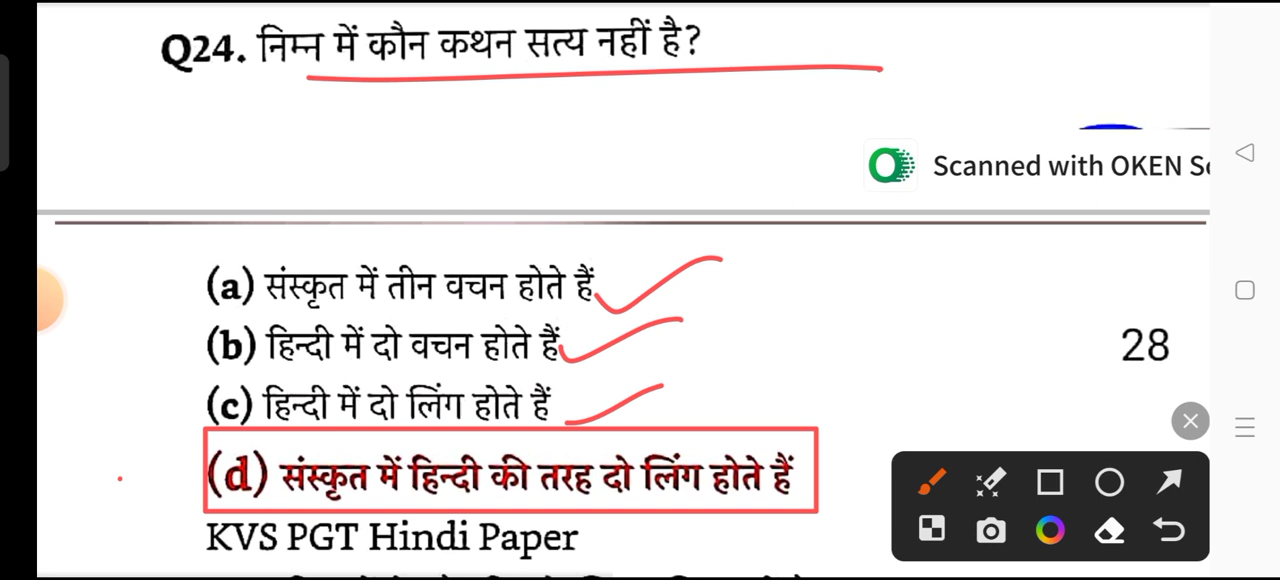 Q24. निम्न में कौन कथन सत्य नहीं है?
Scanned with OKEN
(a) संस्कृत में तीन वचन होते हैं
(b) हिन्दी में दो वचन होते हैं
28
(c) हिन्दी में दो लिंग होते हैं
(d) संस्कृत में हिन्दी की तरह दो लिंग होते हैं
KVS PGT Hindi Paper